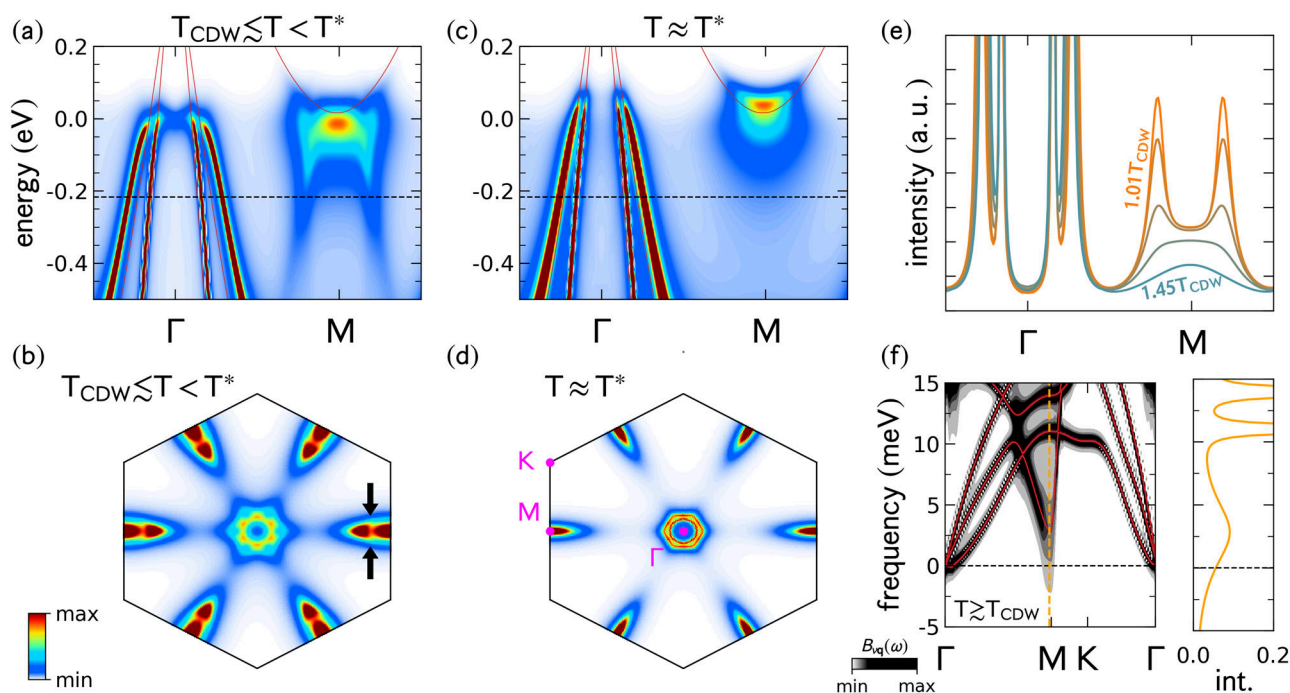 (a)
T_CDW ≲ T < T*
0.2
0.0
-0.2
-0.4
energy (eV)
Γ
M
(c)
T ≈ T*
0.2
0.0
-0.2
-0.4
Γ
M
(e)
intensity (a. u.)
1.01T_CDW
1.45T_CDW
Γ
M
(b)
T_CDW ≲ T < T*
max
min
(d)
T ≈ T*
K
M
Γ
(f)
15
10
5
0
-5
frequency (meV)
T ≳ T_CDW
Γ
M
K
Γ
B_νq(ω)
min
max
0.0
0.2
int.